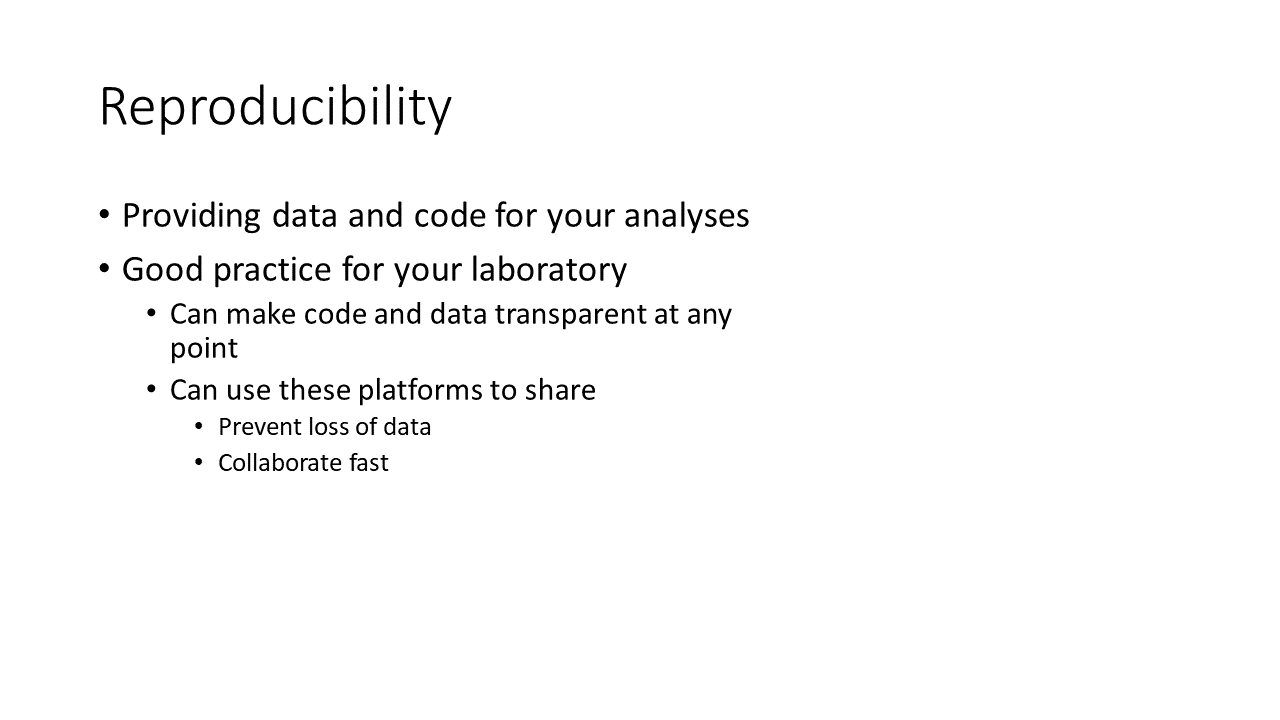 Reproducibility
• Providing data and code for your analyses
• Good practice for your laboratory
• Can make code and data transparent at any
point
• Can use these platforms to share
• Prevent loss of data
• Collaborate fast